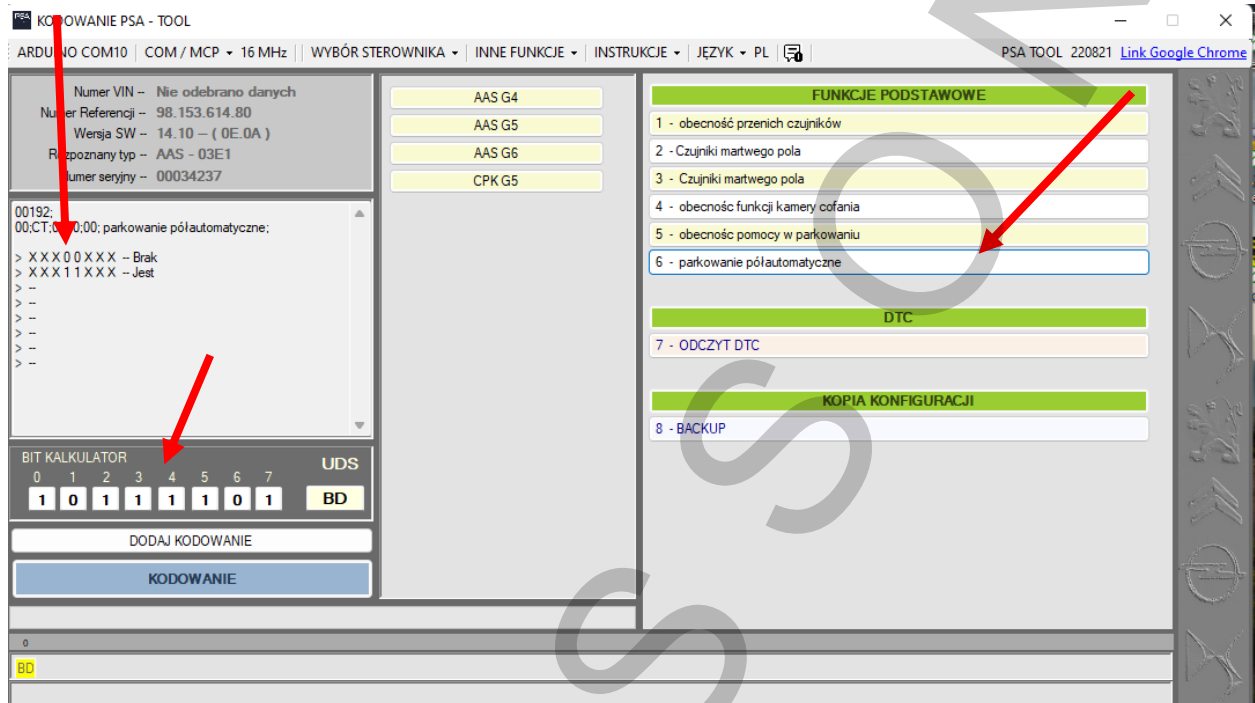 KODOWANIE PSA - TOOL
ARDUINO COM10 COM / MCP 16 MHz WYBÓR STEROWNIKA INNE FUNKCJE INSTRUKCJE JĘZYK PL PSA TOOL 220821 Link Google Chrome
Numer VIN -- Nie odebrano danych
Numer Referencji -- 98.153.614.80
Wersja SW -- 14.10 -- ( 0E.0A )
Rozpoznany typ -- AAS - 03E1
Numer seryjny -- 00034237
00192;
parkowanie półautomatyczne;
> X X X 0 0 X X X -- Brak
> X X X 1 1 X X X -- Jest
> --
> --
> --
> --
> --
> --
BIT KALKULATOR UDS
0 1 2 3 4 5 6 7
1 0 1 1 1 1 0 1 BD
DODAJ KODOWANIE
KODOWANIE
AAS G4
AAS G5
AAS G6
CPK G5
FUNKCJE PODSTAWOWE
1 - obecność przenich czujników
2 - Czujniki martwego pola
3 - Czujniki martwego pola
4 - obecnośc funkcji kamery cofania
5 - obecnośc pomocy w parkowaniu
6 - parkowanie półautomatyczne
DTC
7 - ODCZYT DTC
KOPIA KONFIGURACJI
8 - BACKUP
0
BD